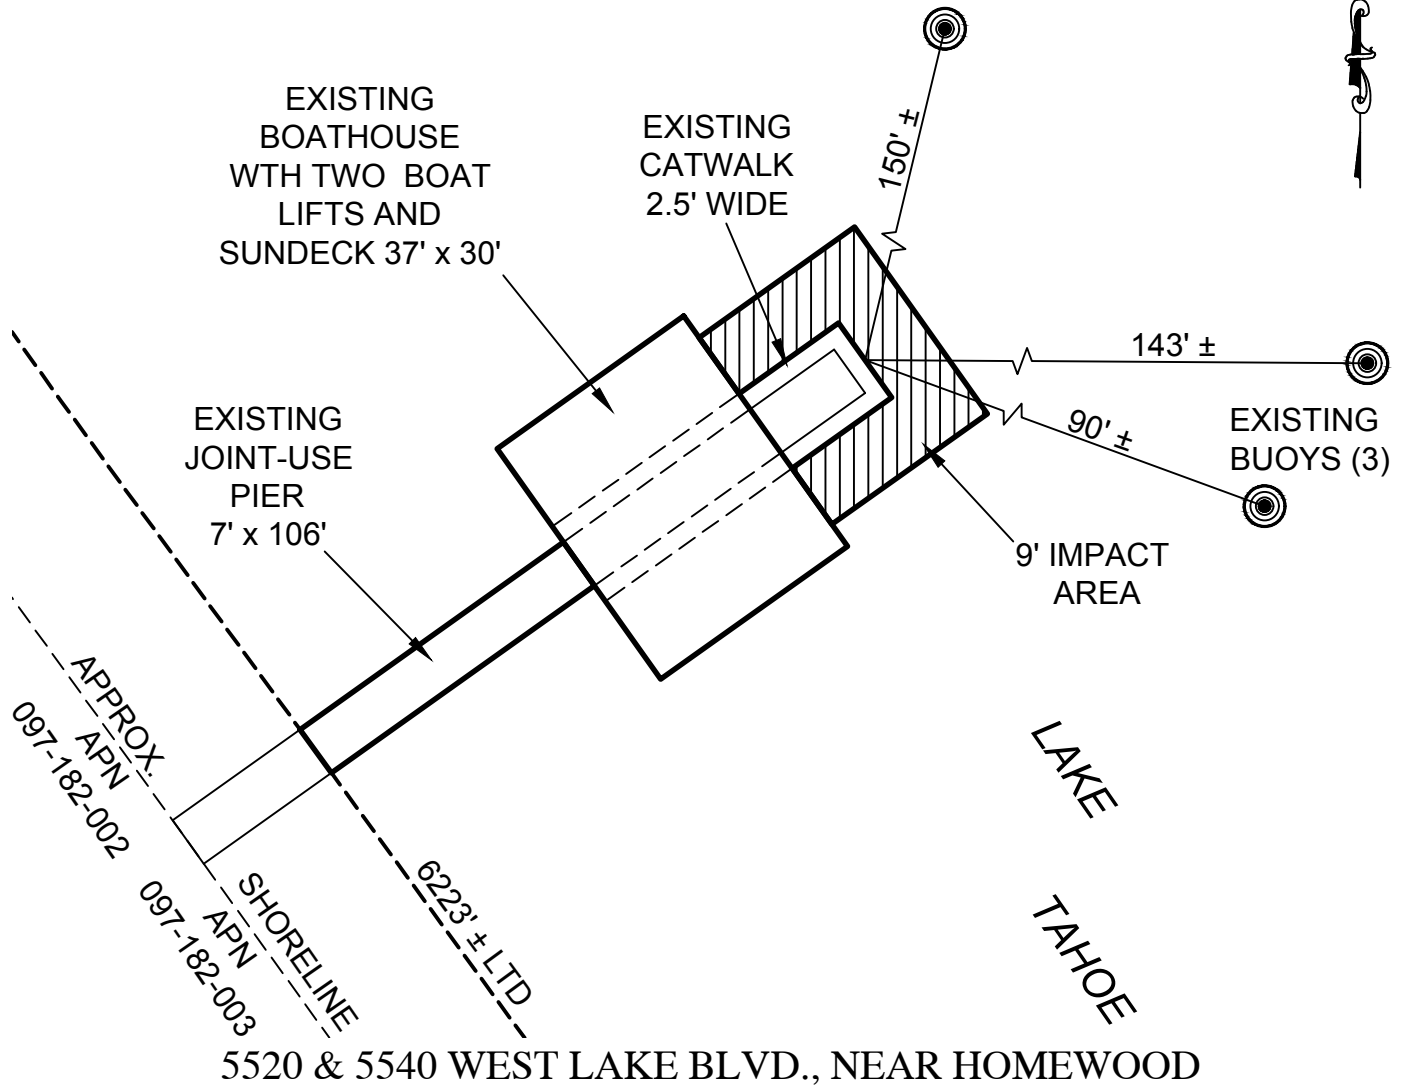 EXISTING
BOATHOUSE
WTH TWO BOAT
LIFTS AND
SUNDECK 37' x 30'
EXISTING
CATWALK
2.5' WIDE
150' ±
143' ±
90' ±
EXISTING
BUOYS (3)
EXISTING
JOINT-USE
PIER
7' x 106'
9' IMPACT
AREA
APPROX.
SHORELINE
APN
097-182-002
APN
097-182-003
6223' ± LTD
LAKE
TAHOE
5520 & 5540 WEST LAKE BLVD., NEAR HOMEWOOD